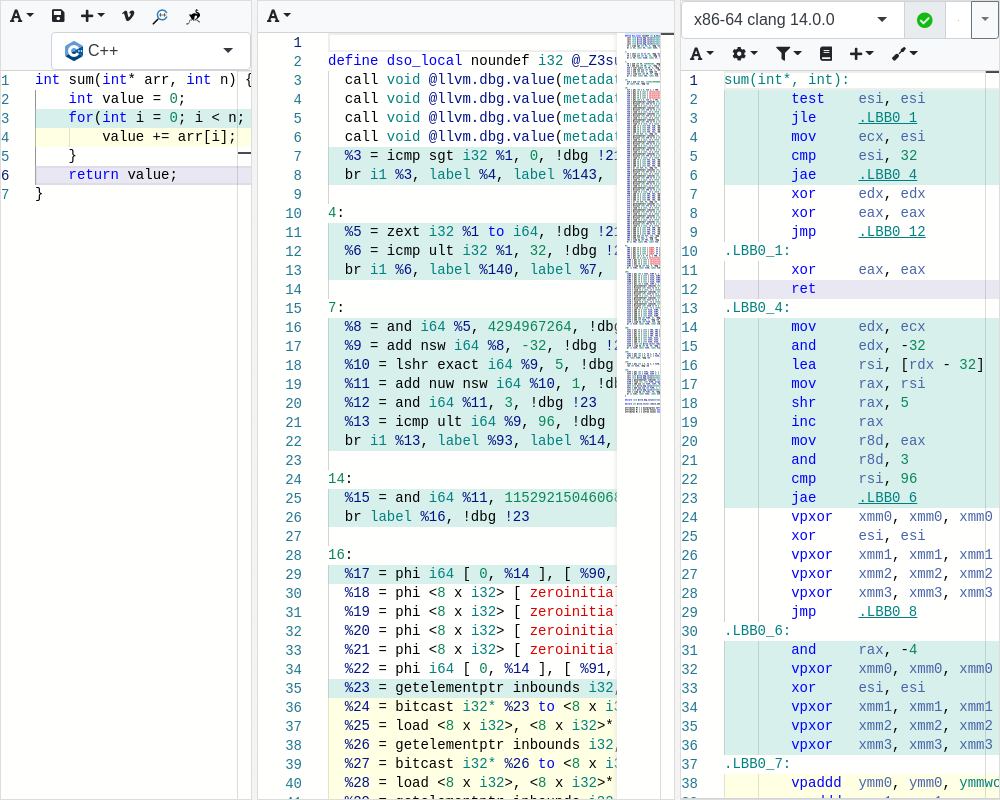 A
A
x86-64 clang 14.0.0
C++
A
1 int sum(int* arr, int n) {
2 int value = 0;
3 for(int i = 0; i < n;
4 value += arr[i];
5 }
6 return value;
7 }
1
2 define dso_local noundef i32 @_Z3su
3 call void @llvm.dbg.value(metadat
4 call void @llvm.dbg.value(metadat
5 call void @llvm.dbg.value(metadat
6 call void @llvm.dbg.value(metadat
7 %3 = icmp sgt i32 %1, 0, !dbg !21
8 br i1 %3, label %4, label %143,
9
10 4:
11 %5 = zext i32 %1 to i64, !dbg !21
12 %6 = icmp ult i32 %1, 32, !dbg !2
13 br i1 %6, label %140, label %7,
14
15 7:
16 %8 = and i64 %5, 4294967264, !dbg
17 %9 = add nsw i64 %8, -32, !dbg !2
18 %10 = lshr exact i64 %9, 5, !dbg
19 %11 = add nuw nsw i64 %10, 1, !db
20 %12 = and i64 %11, 3, !dbg !23
21 %13 = icmp ult i64 %9, 96, !dbg
22 br i1 %13, label %93, label %14,
23
24 14:
25 %15 = and i64 %11, 11529215046068
26 br label %16, !dbg !23
27
28 16:
29 %17 = phi i64 [ 0, %14 ], [ %90,
30 %18 = phi <8 x i32> [ zeroinitial
31 %19 = phi <8 x i32> [ zeroinitial
32 %20 = phi <8 x i32> [ zeroinitial
33 %21 = phi <8 x i32> [ zeroinitial
34 %22 = phi i64 [ 0, %14 ], [ %91,
35 %23 = getelementptr inbounds i32,
36 %24 = bitcast i32* %23 to <8 x i3
37 %25 = load <8 x i32>, <8 x i32>*
38 %26 = getelementptr inbounds i32,
39 %27 = bitcast i32* %26 to <8 x i3
40 %28 = load <8 x i32>, <8 x i32>*
1 sum(int*, int):
2 test esi, esi
3 jle .LBB0_1
4 mov ecx, esi
5 cmp esi, 32
6 jae .LBB0_4
7 xor edx, edx
8 xor eax, eax
9 jmp .LBB0_12
10 .LBB0_1:
11 xor eax, eax
12 ret
13 .LBB0_4:
14 mov edx, ecx
15 and edx, -32
16 lea rsi, [rdx - 32]
17 mov rax, rsi
18 shr rax, 5
19 inc rax
20 mov r8d, eax
21 and r8d, 3
22 cmp rsi, 96
23 jae .LBB0_6
24 vpxor xmm0, xmm0, xmm0
25 xor esi, esi
26 vpxor xmm1, xmm1, xmm1
27 vpxor xmm2, xmm2, xmm2
28 vpxor xmm3, xmm3, xmm3
29 jmp .LBB0_8
30 .LBB0_6:
31 and rax, -4
32 vpxor xmm0, xmm0, xmm0
33 xor esi, esi
34 vpxor xmm1, xmm1, xmm1
35 vpxor xmm2, xmm2, xmm2
36 vpxor xmm3, xmm3, xmm3
37 .LBB0_7:
38 vpaddd ymm0, ymm0, ymmwo